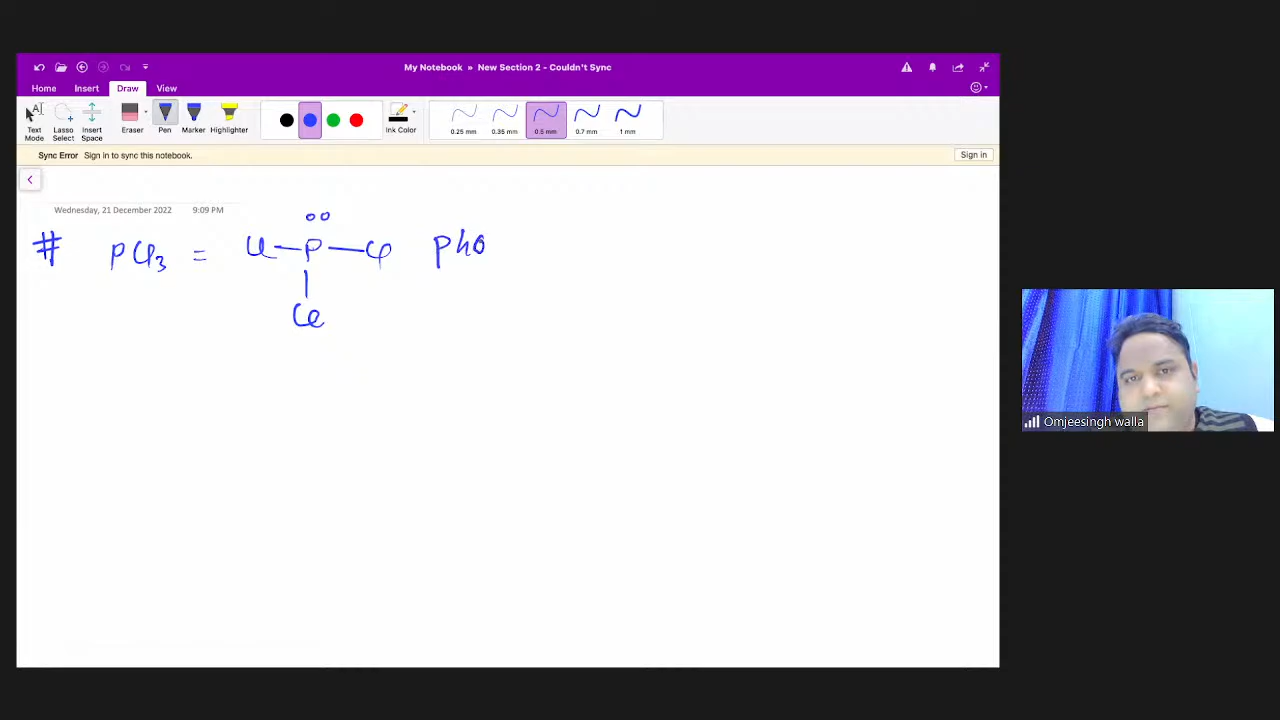 My Notebook » New Section 2 - Couldn't Sync
Home Insert Draw View
Text Mode
Lasso Select
Insert Space
Eraser
Pen
Marker
Highlighter
Ink Color
0.25 mm
0.35 mm
0.5 mm
0.7 mm
1 mm
Sync Error Sign in to sync this notebook.
Sign in
Wednesday, 21 December 2022 9:09 PM
# PCl3 = Cl—P—Cl Pho
Cl
Omjeesingh walla